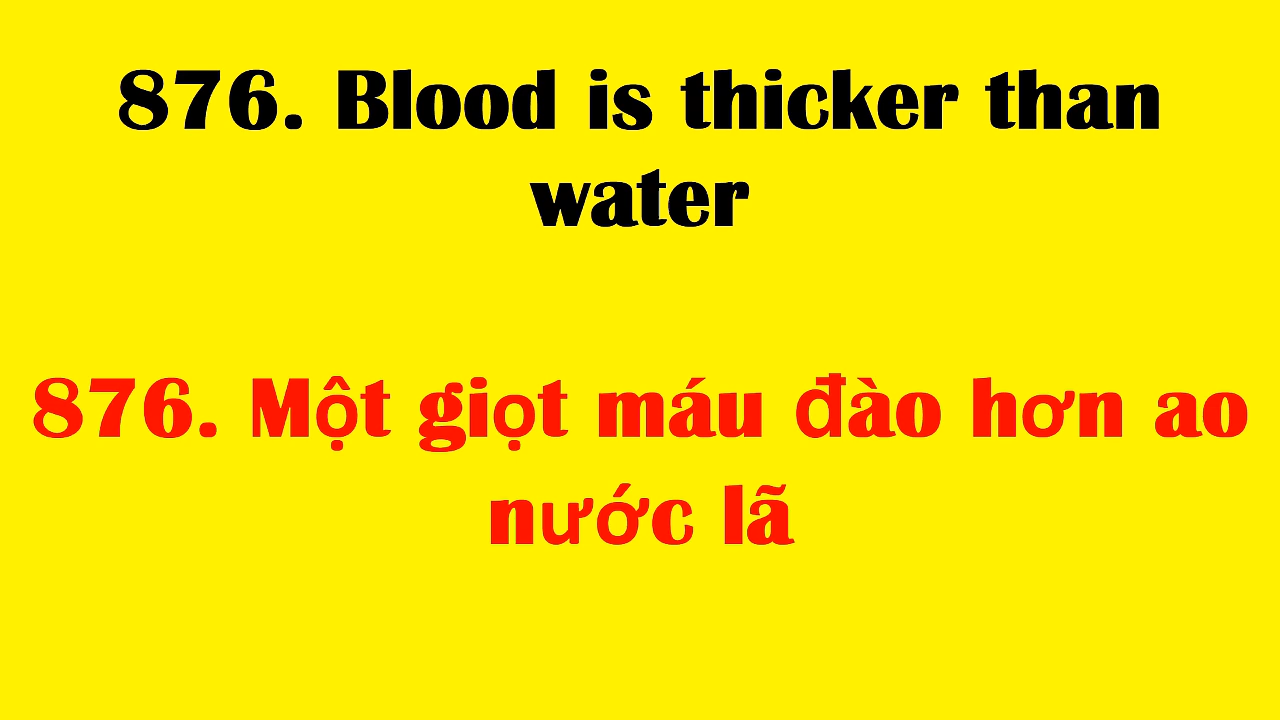 876. Blood is thicker than
water
876. Một giọt máu đào hơn ao
nước lã